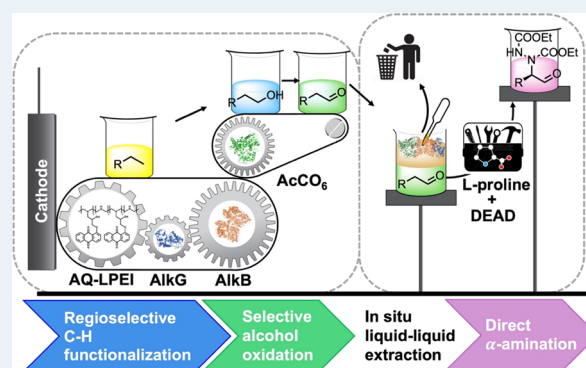 Cathode
R
R
OH
R
O
AcCO6
AQ-LPEI
AlkG
AlkB
COOEt
HN
N
COOEt
R
O
R
O
L-proline
+
DEAD
Regioselective
C-H
functionalization
Selective
alcohol
oxidation
In situ
liquid-liquid
extraction
Direct
α-amination